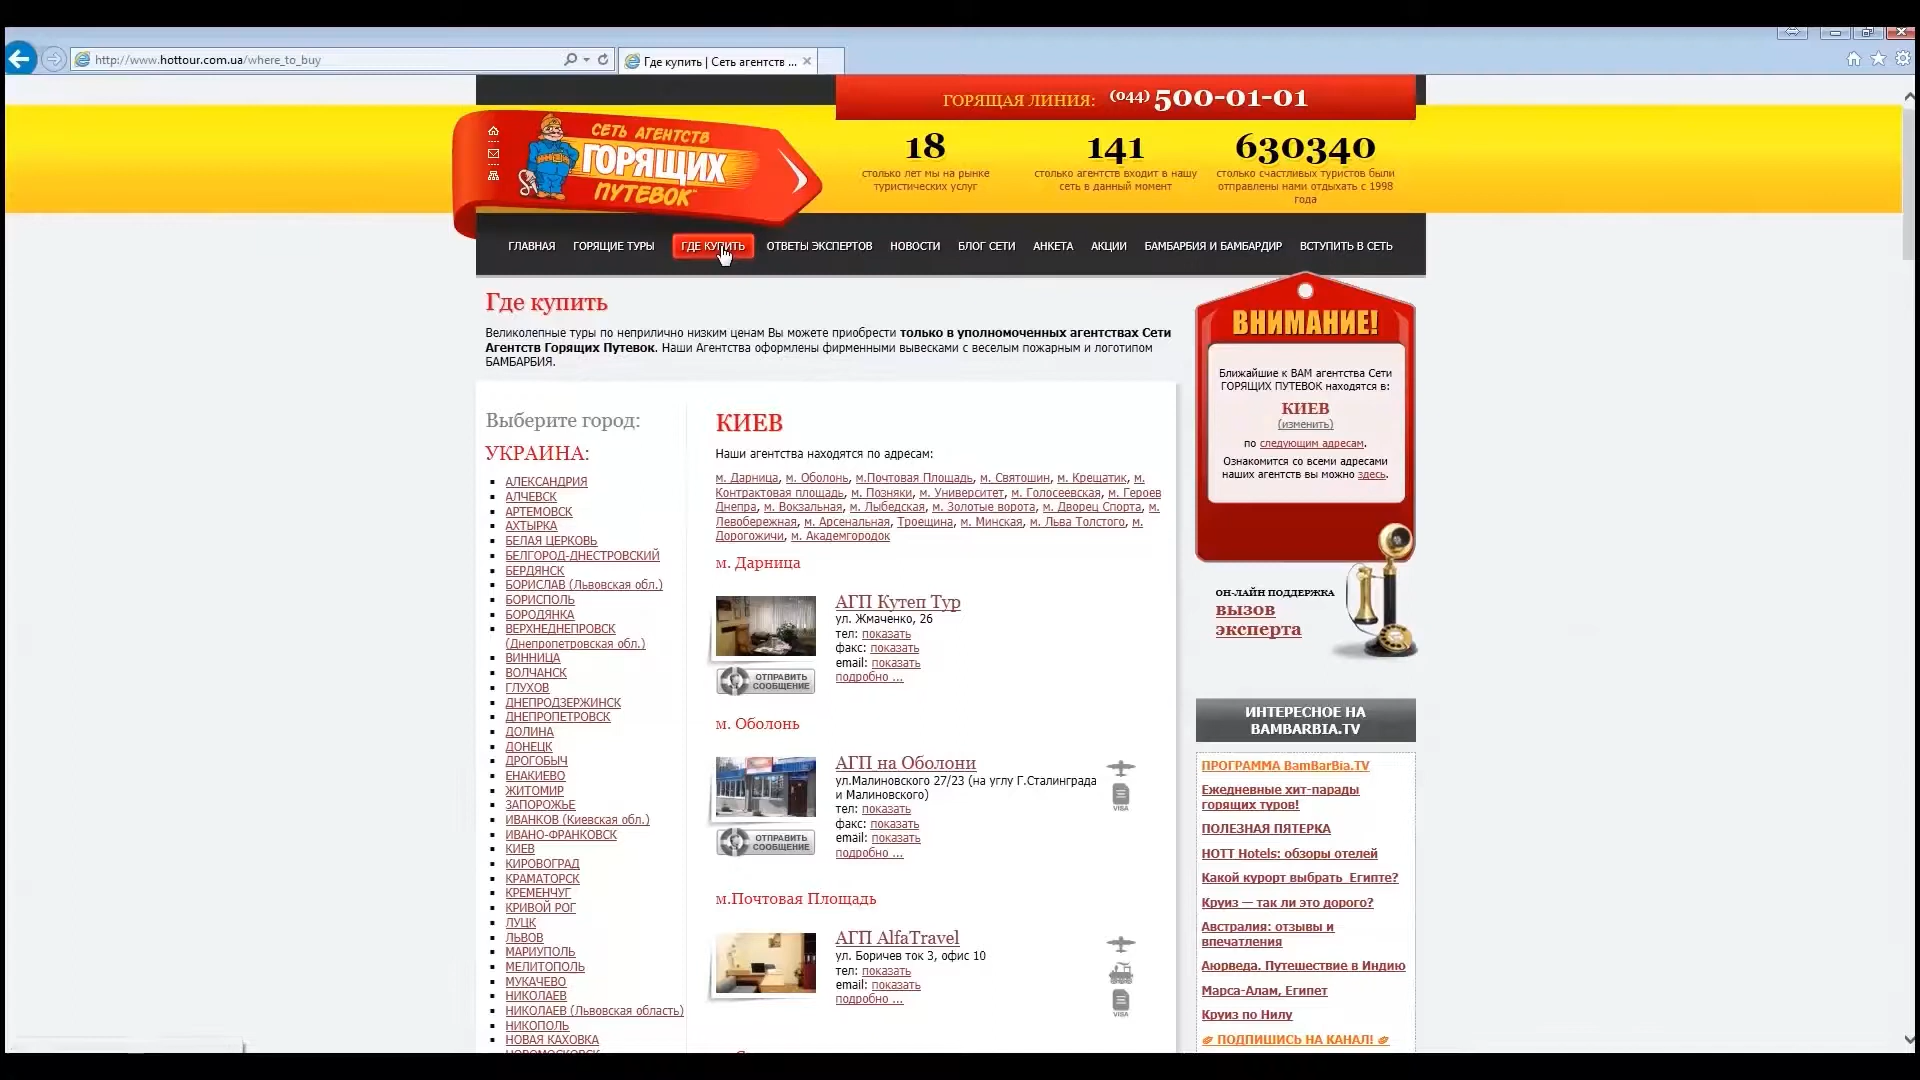 http://www.hottour.com.ua/where_to_buy
Где купить | Сеть агентств ...
ГОРЯЩАЯ ЛИНИЯ: (044) 500-01-01
СЕТЬ АГЕНТСТВ
ГОРЯЩИХ
ПУТЕВОК
18
столько лет мы на рынке
туристических услуг
141
столько агентств входит в нашу
сеть в данный момент
630340
столько счастливых туристов были
отправлены нами отдыхать с 1998
года
ГЛАВНАЯ ГОРЯЩИЕ ТУРЫ ГДЕ КУПИТЬ ОТВЕТЫ ЭКСПЕРТОВ НОВОСТИ БЛОГ СЕТИ АНКЕТА АКЦИИ БАМБАРБИЯ И БАМБАРДИР ВСТУПИТЬ В СЕТЬ
Где купить
Великолепные туры по неприлично низким ценам Вы можете приобрести только в уполномоченных агентствах Сети
Агентств Горящих Путевок. Наши Агентства оформлены фирменными вывесками с веселым пожарным и логотипом
БАМБАРБИЯ.
Выберите город:
УКРАИНА:
АЛЕКСАНДРИЯ
АЛЧЕВСК
АРТЕМОВСК
АХТЫРКА
БЕЛАЯ ЦЕРКОВЬ
БЕЛГОРОД-ДНЕСТРОВСКИЙ
БЕРДЯНСК
БОРИСЛАВ (Львовская обл.)
БОРИСПОЛЬ
БОРОДЯНКА
ВЕРХНЕДНЕПРОВСК
(Днепропетровская обл.)
ВИННИЦА
ВОЛЧАНСК
ГЛУХОВ
ДНЕПРОДЗЕРЖИНСК
ДНЕПРОПЕТРОВСК
ДОЛИНА
ДОНЕЦК
ДРОГОБЫЧ
ЕНАКИЕВО
ЖИТОМИР
ЗАПОРОЖЬЕ
ИВАНКОВ (Киевская обл.)
ИВАНО-ФРАНКОВСК
КИЕВ
КИРОВОГРАД
КРАМАТОРСК
КРЕМЕНЧУГ
КРИВОЙ РОГ
ЛУЦК
ЛЬВОВ
МАРИУПОЛЬ
МЕЛИТОПОЛЬ
МУКАЧЕВО
НИКОЛАЕВ
НИКОЛАЕВ (Львовская область)
НИКОПОЛЬ
НОВАЯ КАХОВКА
КИЕВ
Наши агентства находятся по адресам:
м. Дарница, м. Оболонь, м.Почтовая Площадь, м. Святошин, м. Крещатик, м.
Контрактовая площадь, м. Позняки, м. Университет, м. Голосеевская, м. Героев
Днепра, м. Вокзальная, м. Лыбедская, м. Золотые ворота, м. Дворец Спорта, м.
Левобережная, м. Арсенальная, Троещина, м. Минская, м. Льва Толстого, м.
Дорогожичи, м. Академгородок
м. Дарница
АГП Кутеп Тур
ул. Жмаченко, 26
тел: показать
факс: показать
email: показать
подробно ...
ОТПРАВИТЬ
СООБЩЕНИЕ
м. Оболонь
АГП на Оболони
ул.Малиновского 27/23 (на углу Г.Сталинграда
и Малиновского)
тел: показать
факс: показать
email: показать
подробно ...
VISA
ОТПРАВИТЬ
СООБЩЕНИЕ
м.Почтовая Площадь
АГП AlfaTravel
ул. Боричев ток 3, офис 10
тел: показать
email: показать
подробно ...
VISA
ВНИМАНИЕ!
Ближайшие к ВАМ агентства Сети
ГОРЯЩИХ ПУТЕВОК находятся в:
КИЕВ
(изменить)
по следующим адресам.
Ознакомится со всеми адресами
наших агентств вы можно здесь.
ОН-ЛАЙН ПОДДЕРЖКА
ВЫЗОВ
эксперта
ИНТЕРЕСНОЕ НА
BAMBARBIA.TV
ПРОГРАММА BamBarBia.TV
Ежедневные хит-парады
горящих туров!
ПОЛЕЗНАЯ ПЯТЕРКА
HOTT Hotels: обзоры отелей
Какой курорт выбрать Египте?
Круиз — так ли это дорого?
Австралия: отзывы и
впечатления
Аюрведа. Путешествие в Индию
Марса-Алам, Египет
Круиз по Нилу
ПОДПИШИСЬ НА КАНАЛ!